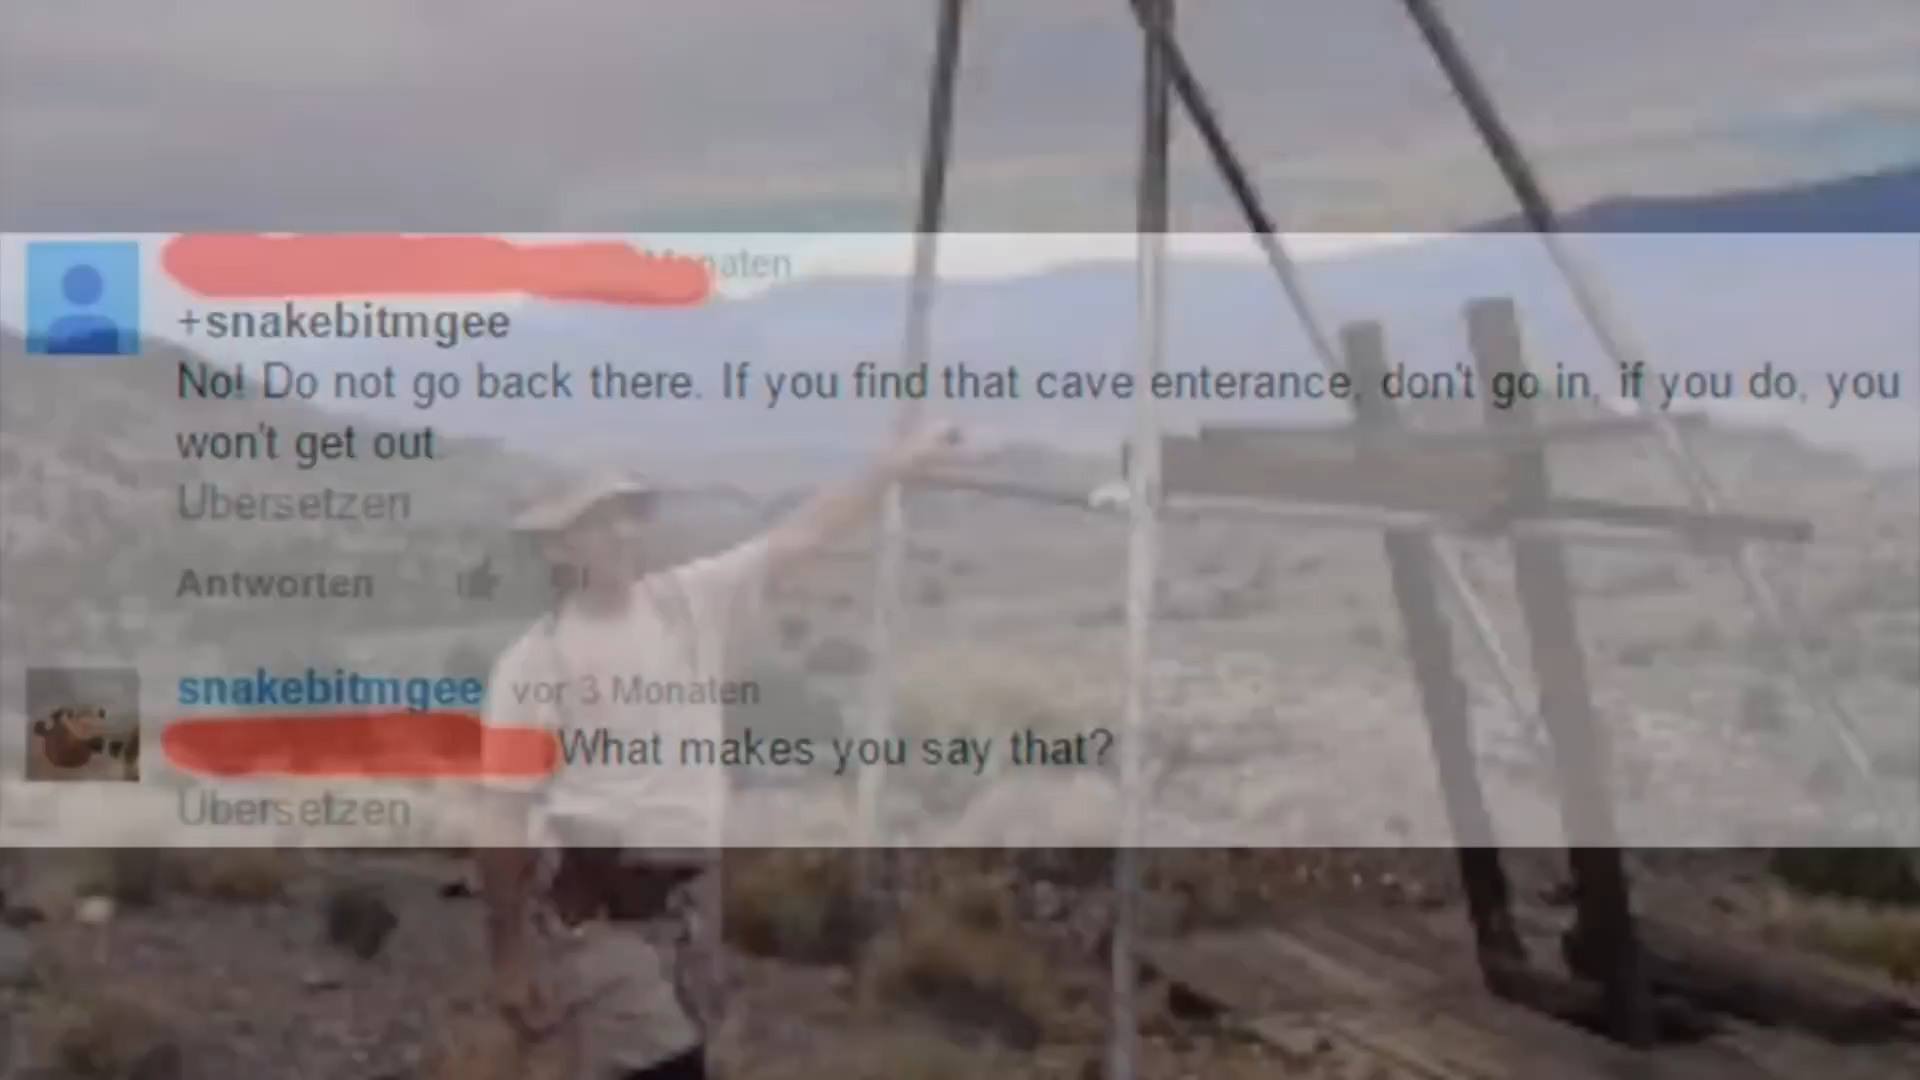 Monaten
+snakebitmgee
No! Do not go back there. If you find that cave enterance, don't go in, if you do, you
won't get out
Übersetzen
Antworten
snakebitmgee vor 3 Monaten
What makes you say that?
Übersetzen